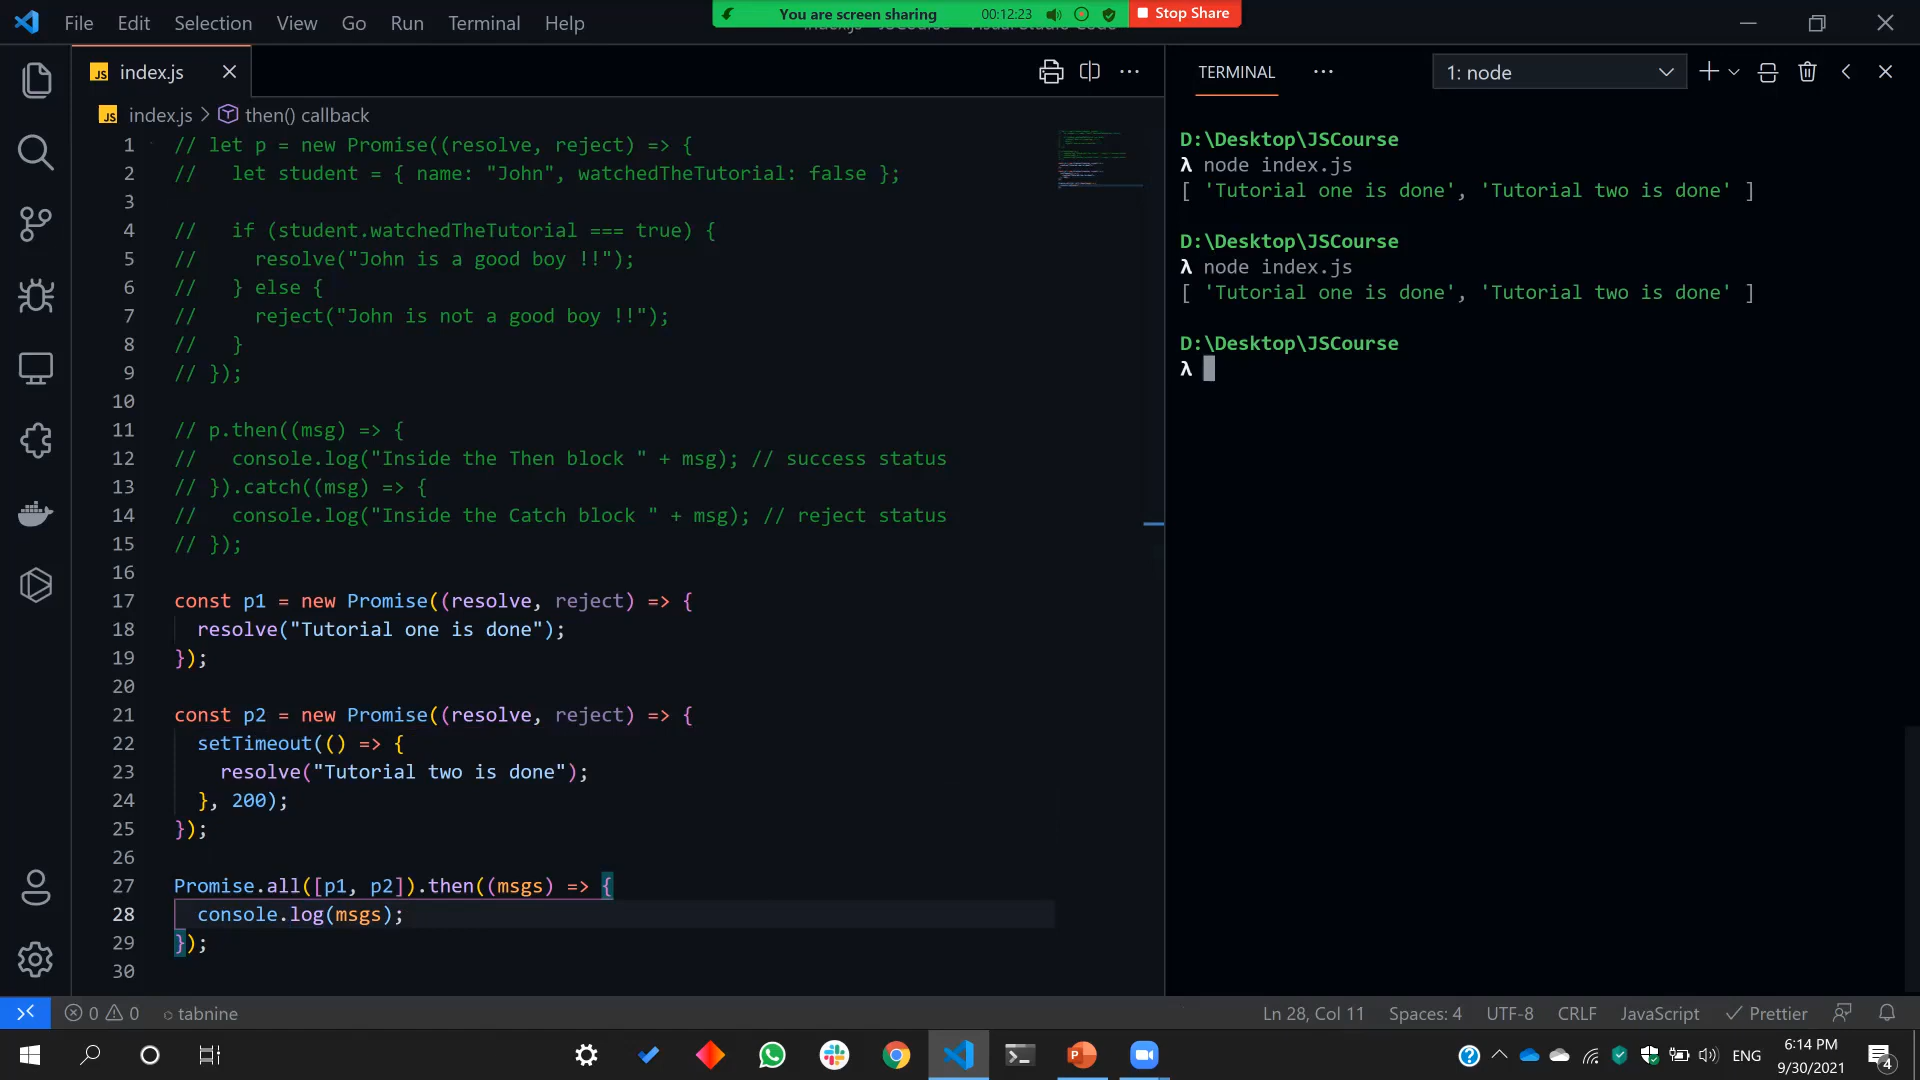 File Edit Selection View Go Run Terminal Help
You are screen sharing 00:12:23 Stop Share
JS index.js
JS index.js > then() callback
1 // let p = new Promise((resolve, reject) => {
2 //   let student = { name: "John", watchedTheTutorial: false };
3
4 //   if (student.watchedTheTutorial === true) {
5 //     resolve("John is a good boy !!");
6 //   } else {
7 //     reject("John is not a good boy !!");
8 //   }
9 // });
10
11 // p.then((msg) => {
12 //   console.log("Inside the Then block " + msg); // success status
13 // }).catch((msg) => {
14 //   console.log("Inside the Catch block " + msg); // reject status
15 // });
16
17 const p1 = new Promise((resolve, reject) => {
18   resolve("Tutorial one is done");
19 });
20
21 const p2 = new Promise((resolve, reject) => {
22   setTimeout(() => {
23     resolve("Tutorial two is done");
24   }, 200);
25 });
26
27 Promise.all([p1, p2]).then((msgs) => {
28   console.log(msgs);
29 });
30
TERMINAL
1: node
D:\Desktop\JSCourse
λ node index.js
[ 'Tutorial one is done', 'Tutorial two is done' ]
D:\Desktop\JSCourse
λ node index.js
[ 'Tutorial one is done', 'Tutorial two is done' ]
D:\Desktop\JSCourse
λ
0 0 tabnine
Ln 28, Col 11 Spaces: 4 UTF-8 CRLF JavaScript Prettier
ENG
6:14 PM
9/30/2021
4